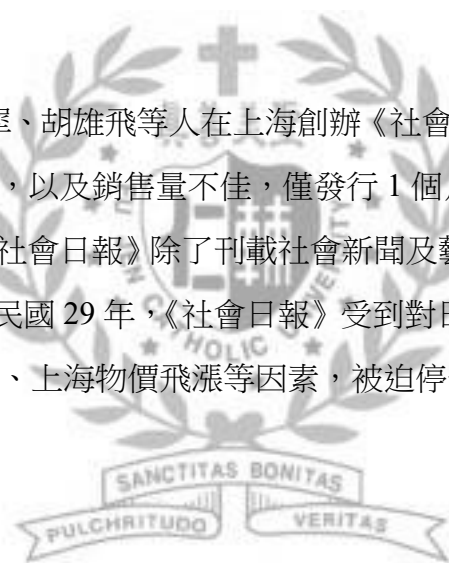 、胡雄飛等人在上海創辦《社會
，以及銷售量不佳，僅發行 1 個
社會日報》除了刊載社會新聞及
民國 29 年，《社會日報》受到對
、上海物價飛漲等因素，被迫停
CATHOLIC
SANCTITAS BONITAS
PULCHRITUDO VERITAS